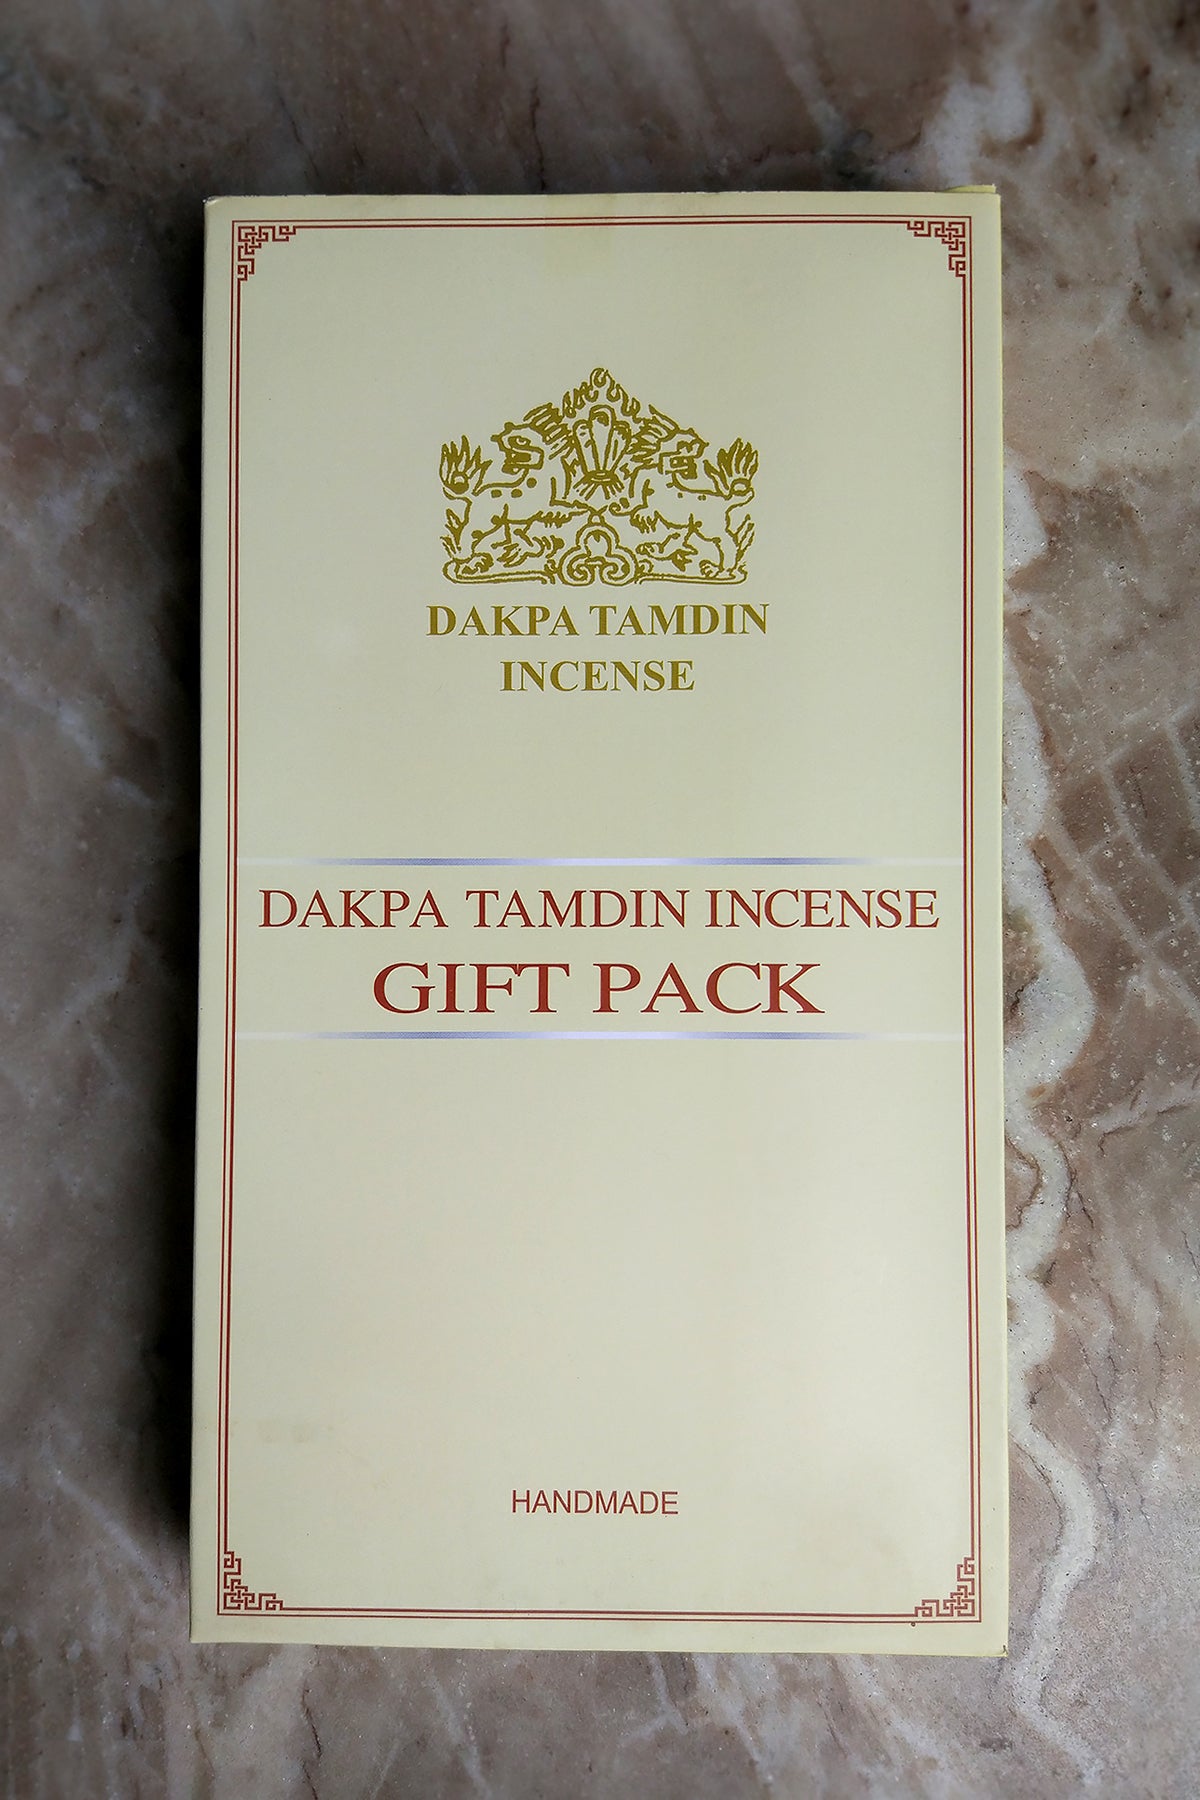 DAKPA TAMDIN
INCENSE
DAKPA TAMDIN INCENSE
GIFT PACK
HANDMADE